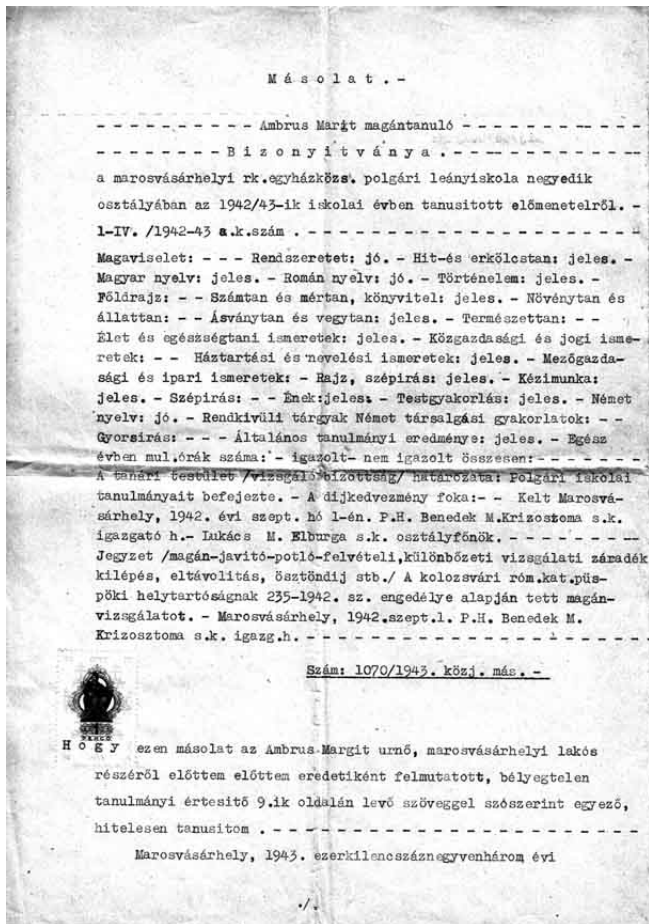 M á s o l a t . -
- - - - - - - - - - - Ambrus Marit magántanuló - - - - - - - - - - - -
- - - - - - - - - B i z o n y i t v á n y a . - - - - - - - - - - - - -
a marosvásárhelyi rk.egyházközs. polgári leányiskola negyedik
osztályában az 1942/43-ik iskolai évben tanusitott előmenetelről. -
1-IV. /1942-43 a.k.szám . - - - - - - - - - - - - - - - - - - - - - -
Magaviselet: - - - Rendszeretet: jó. - Hit-és erkölcstan: jeles. -
Magyar nyelv: jeles. - Román nyelv: jó. - Történelem: jeles. -
Földrajz: - - Számtan és mértan, könyvitel: jeles. - Növénytan és
állattan: - - Ásványtan és vegytan: jeles. - Természettan: - -
Élet és egészségtani ismeretek: jeles. - Közgazdasági és jogi isme-
retek: - - Háztartási és nevelési ismeretek: jeles. - Mezőgazda-
sági és ipari ismeretek: - Rajz, szépirás: jeles. - Kézimunka:
jeles. - Szépirás: - - Ének:jeles: - Testgyakorlás: jeles. - Német
nyelv: jó. - Rendkivüli tárgyak Német társalgási gyakorlatok: - -
Gyorsirás: - - - Általános tanulmányi eredménye: jeles. - Egész
évben mul.órák száma: - igazolt- nem igazolt összesen:- - - - - - -
A tanári testület /vizsgáló bizottság/ határozata: Polgári iskolai
tanulmányait befejezte. - A dijkedvezmény foka:- - Kelt Marosvá-
sárhely, 1942. évi szept. hó 1-én. P.H. Benedek M.Krizostoma s.k.
igazgató h.- Lukács M. Elburga s.k. osztályfőnök. - - - - - - - - -
Jegyzet /magán-javitó-potló-felvételi,különbözeti vizsgálati záradék
kilépés, eltávolitás, ösztöndij stb./ A kolozsvári róm.kat.püs-
pöki helytartóságnak 235-1942. sz. engedélye alapján tett magán-
vizsgálatot. - Marosvásárhely, 1942.szept.1. P.H. Benedek M.
Krizosztoma s.k. igazg.h. - - - - - - - - - - - - - - - - - - - - - -
Szám: 1070/1943. közj. más. -
H o g y ezen másolat az Ambrus Margit urnő, marosvásárhelyi lakós
részéről előttem előttem eredetiként felmutatott, bélyegtelen
tanulmányi értesitő 9.ik oldalán levő szöveggel szószerint egyező,
hitelesen tanusitom . - - - - - - - - - - - - - - - - - - - - - - - -
Marosvásárhely, 1943. ezerkilencszáznegyvenhárom évi
./.